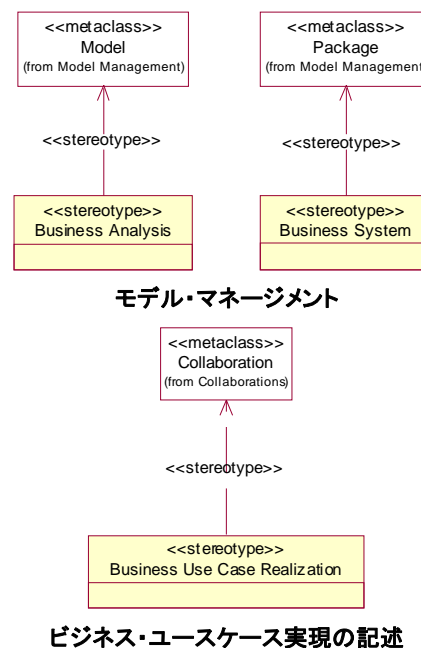 <<metaclass>>
Model
(from Model Management)
<<metaclass>>
Package
(from Model Management)
<<stereotype>>
<<stereotype>>
<<stereotype>>
Business Analysis
<<stereotype>>
Business System
モデル・マネージメント
<<metaclass>>
Collaboration
(from Collaborations)
<<stereotype>>
<<stereotype>>
Business Use Case Realization
ビジネス・ユースケース実現の記述